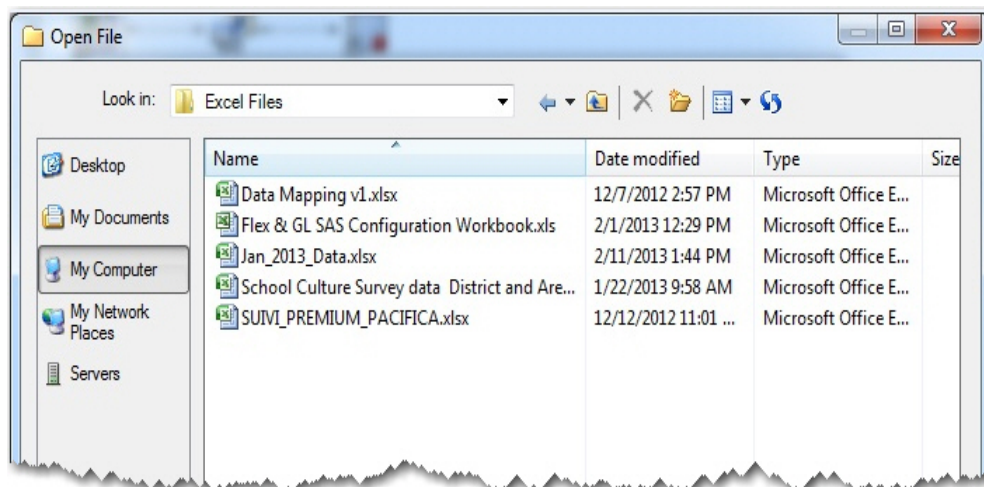 Open File
Look in: Excel Files
Desktop
My Documents
My Computer
My Network
Places
Servers
Name Date modified Type Size
Data Mapping v1.xlsx 12/7/2012 2:57 PM Microsoft Office E...
Flex & GL SAS Configuration Workbook.xls 2/1/2013 12:29 PM Microsoft Office E...
Jan_2013_Data.xlsx 2/11/2013 1:44 PM Microsoft Office E...
School Culture Survey data  District and Are... 1/22/2013 9:58 AM Microsoft Office E...
SUIVI_PREMIUM_PACIFICA.xlsx 12/12/2012 11:01 ... Microsoft Office E...